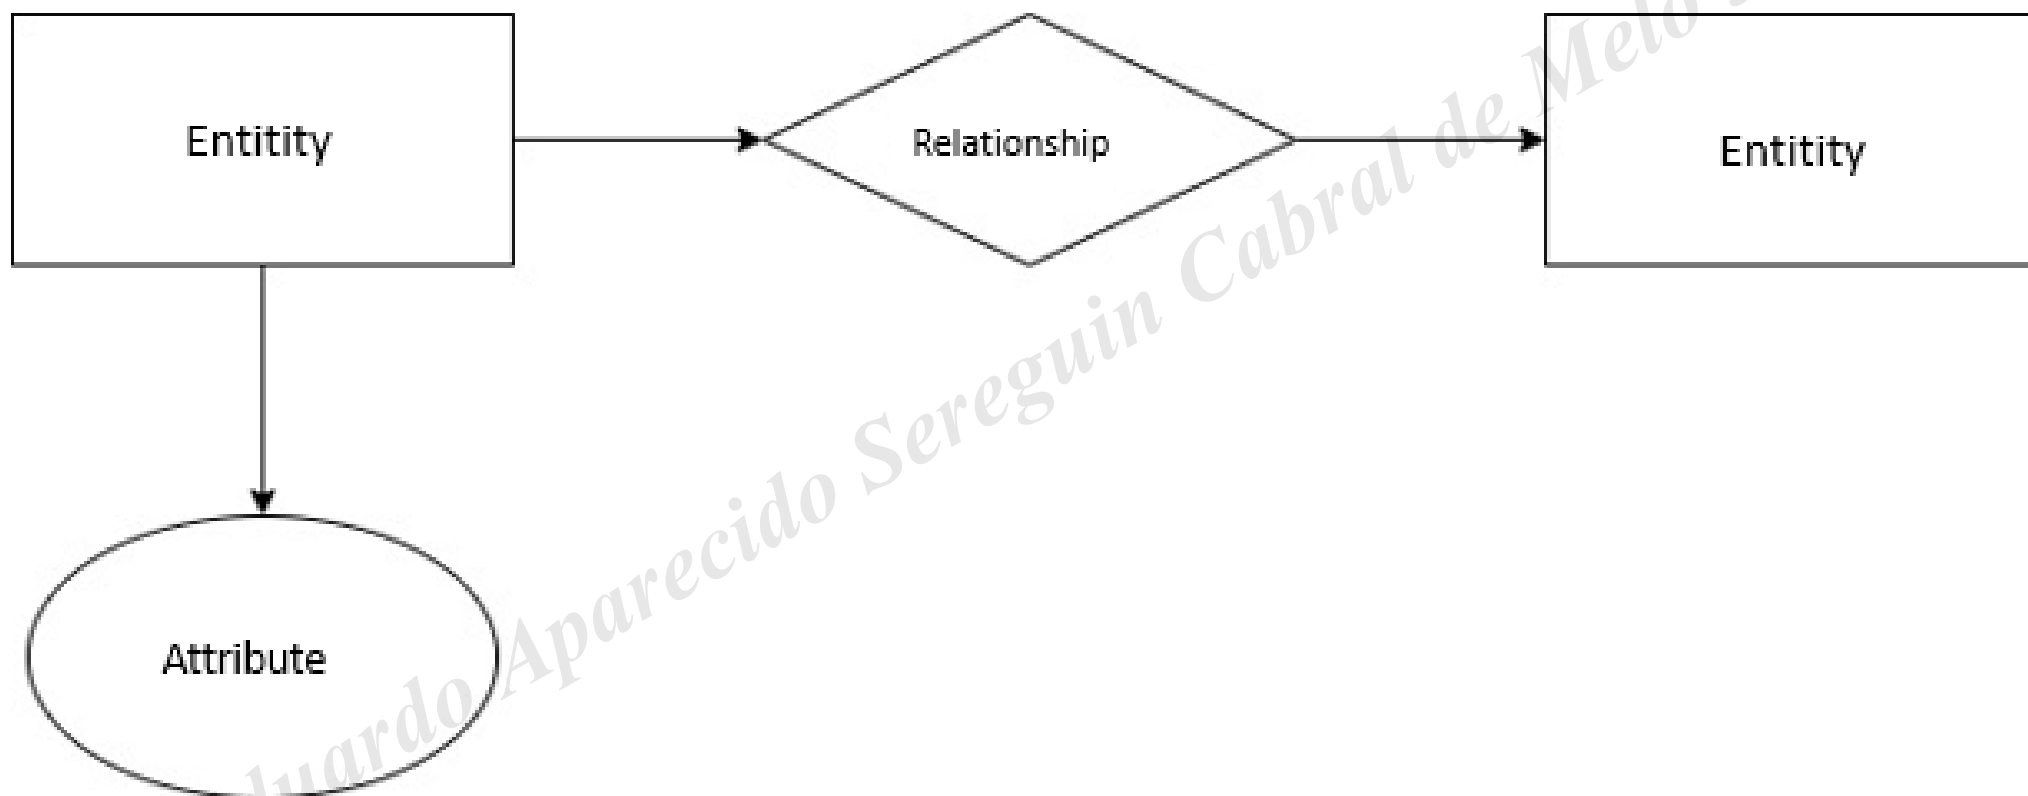 Entitity
Relationship
Entitity
Attribute
Aparecido Sereguin Cabral de Melo